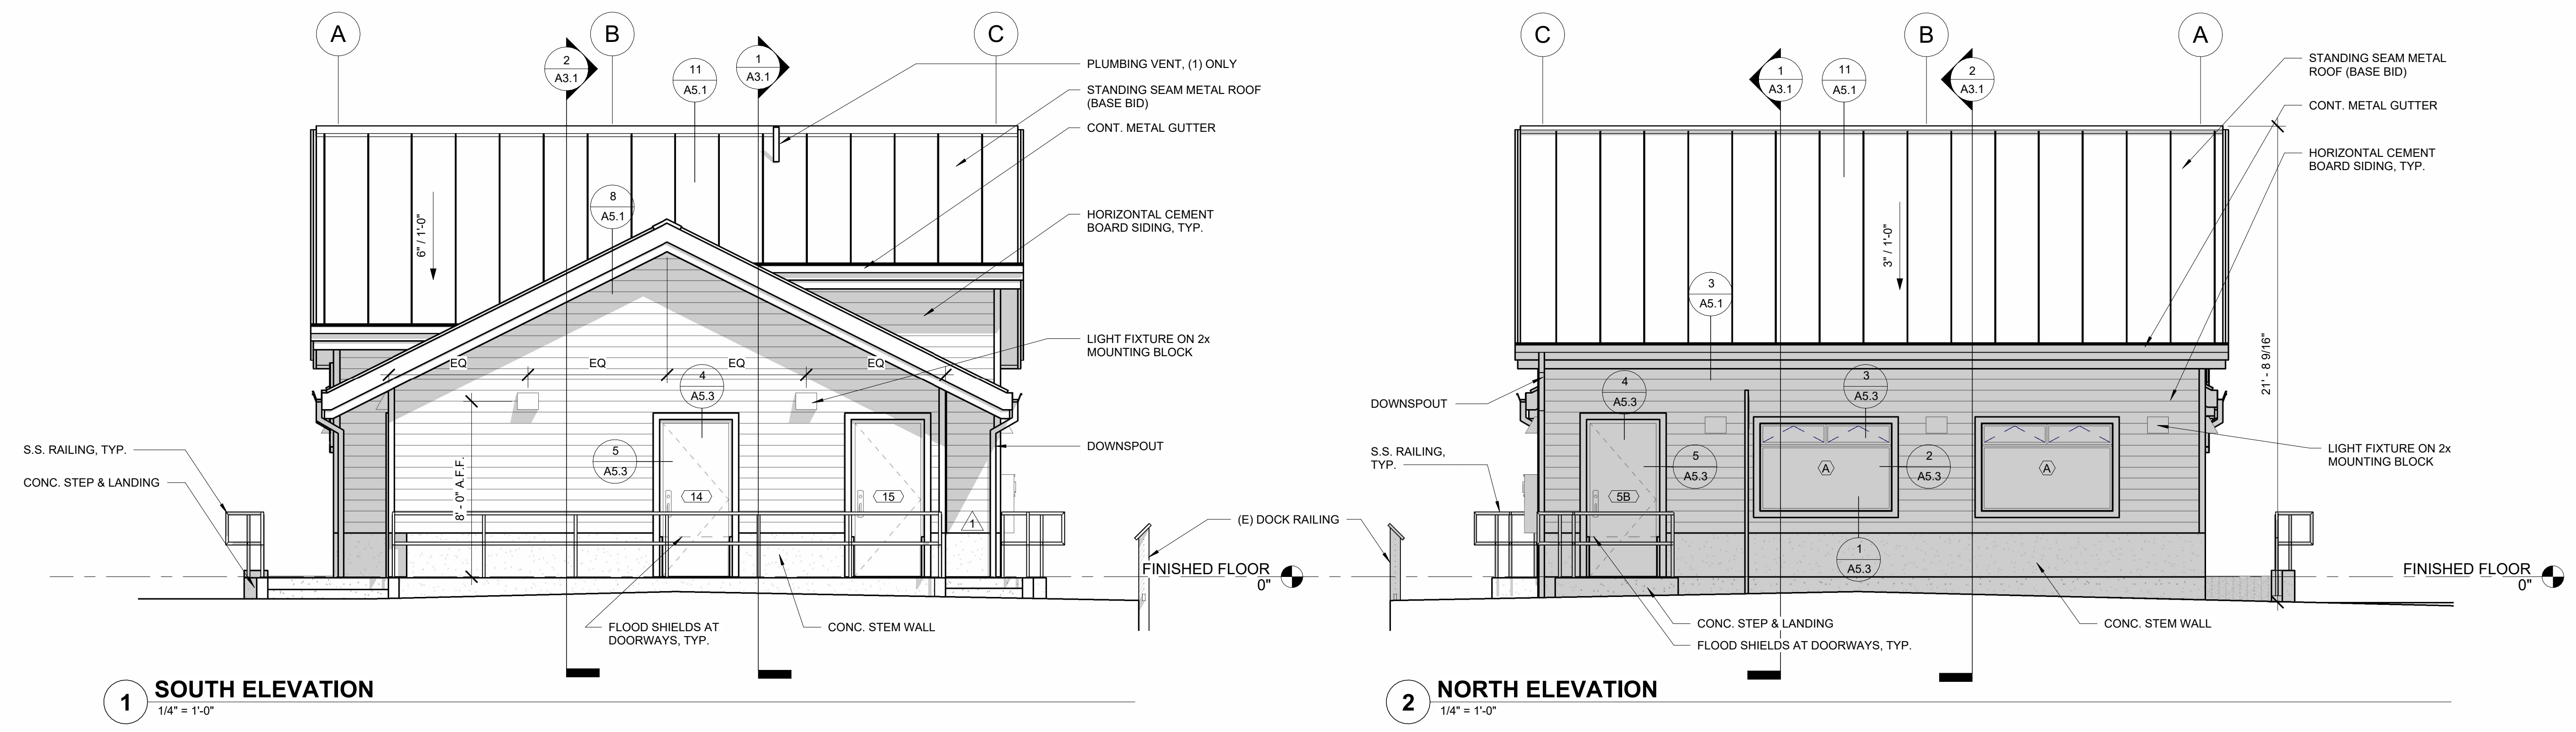 A
B
C
2
A3.1
11
A5.1
1
A3.1
8
A5.1
6" / 1'-0"
PLUMBING VENT, (1) ONLY
STANDING SEAM METAL ROOF
(BASE BID)
CONT. METAL GUTTER
HORIZONTAL CEMENT
BOARD SIDING, TYP.
LIGHT FIXTURE ON 2x
MOUNTING BLOCK
DOWNSPOUT
EQ
EQ
EQ
EQ
4
A5.3
5
A5.3
8' - 0" A.F.F.
14
15
1
S.S. RAILING, TYP.
CONC. STEP & LANDING
(E) DOCK RAILING
FINISHED FLOOR
0"
FLOOD SHIELDS AT
DOORWAYS, TYP.
CONC. STEM WALL
1
SOUTH ELEVATION
1/4" = 1'-0"
C
B
A
1
A3.1
11
A5.1
2
A3.1
3" / 1'-0"
3
A5.1
STANDING SEAM METAL
ROOF (BASE BID)
CONT. METAL GUTTER
HORIZONTAL CEMENT
BOARD SIDING, TYP.
21' - 8 9/16"
LIGHT FIXTURE ON 2x
MOUNTING BLOCK
DOWNSPOUT
S.S. RAILING,
TYP.
4
A5.3
3
A5.3
5
A5.3
2
A5.3
A
A
5B
1
A5.3
FINISHED FLOOR
0"
CONC. STEP & LANDING
FLOOD SHIELDS AT DOORWAYS, TYP.
CONC. STEM WALL
2
NORTH ELEVATION
1/4" = 1'-0"